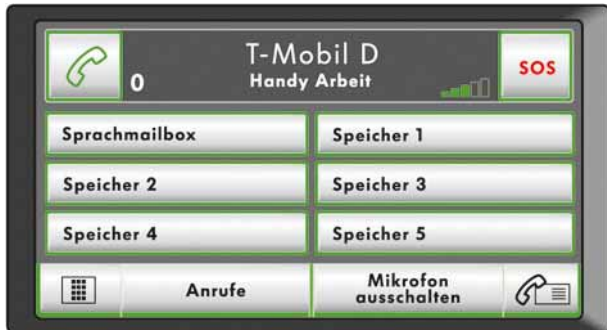 T-Mobil D
0
Handy Arbeit
SOS
Sprachmailbox
Speicher 1
Speicher 2
Speicher 3
Speicher 4
Speicher 5
Anrufe
Mikrofon
ausschalten